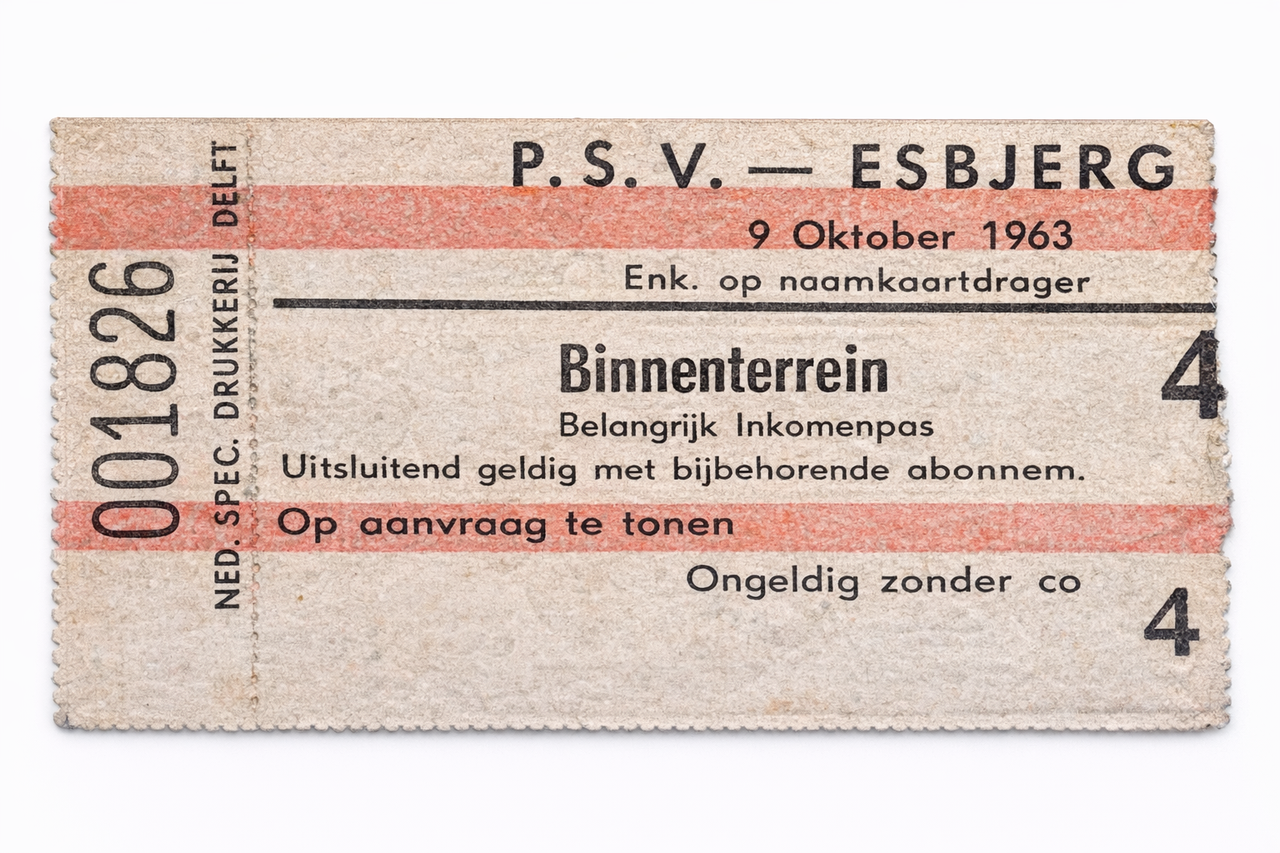 P. S. V. — ESBJERG
9 Oktober 1963
Enk. op naamkaartdrager
Binnenterrein
Belangrijk Inkomenpas
Uitsluitend geldig met bijbehorende abonnem.
Op aanvraag te tonen
Ongeldig zonder co
4
4
001826
NED. SPEC. DRUKKERIJ DELFT